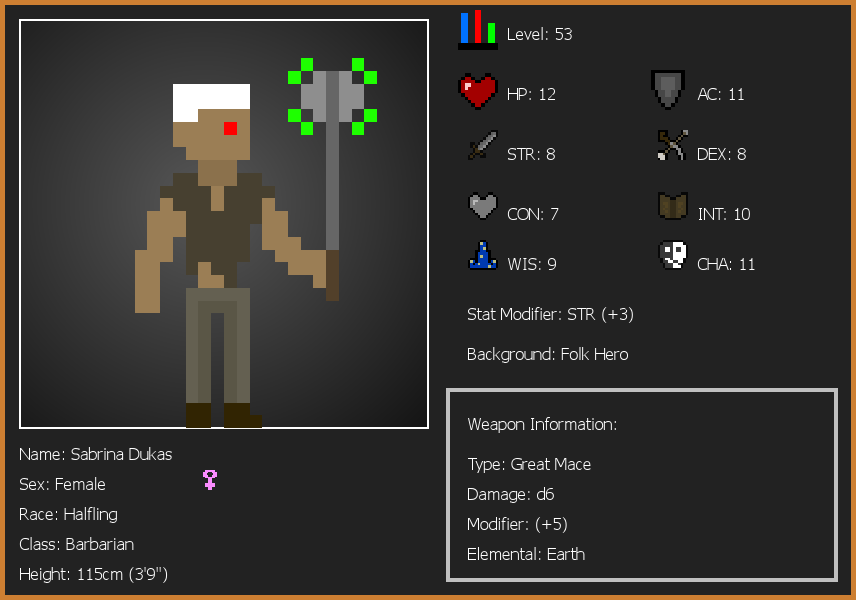 Level: 53
HP: 12
AC: 11
STR: 8
DEX: 8
CON: 7
INT: 10
WIS: 9
CHA: 11
Stat Modifier: STR (+3)
Background: Folk Hero
Name: Sabrina Dukas
Sex: Female
Race: Halfling
Class: Barbarian
Height: 115cm (3'9")
Weapon Information:
Type: Great Mace
Damage: d6
Modifier: (+5)
Elemental: Earth